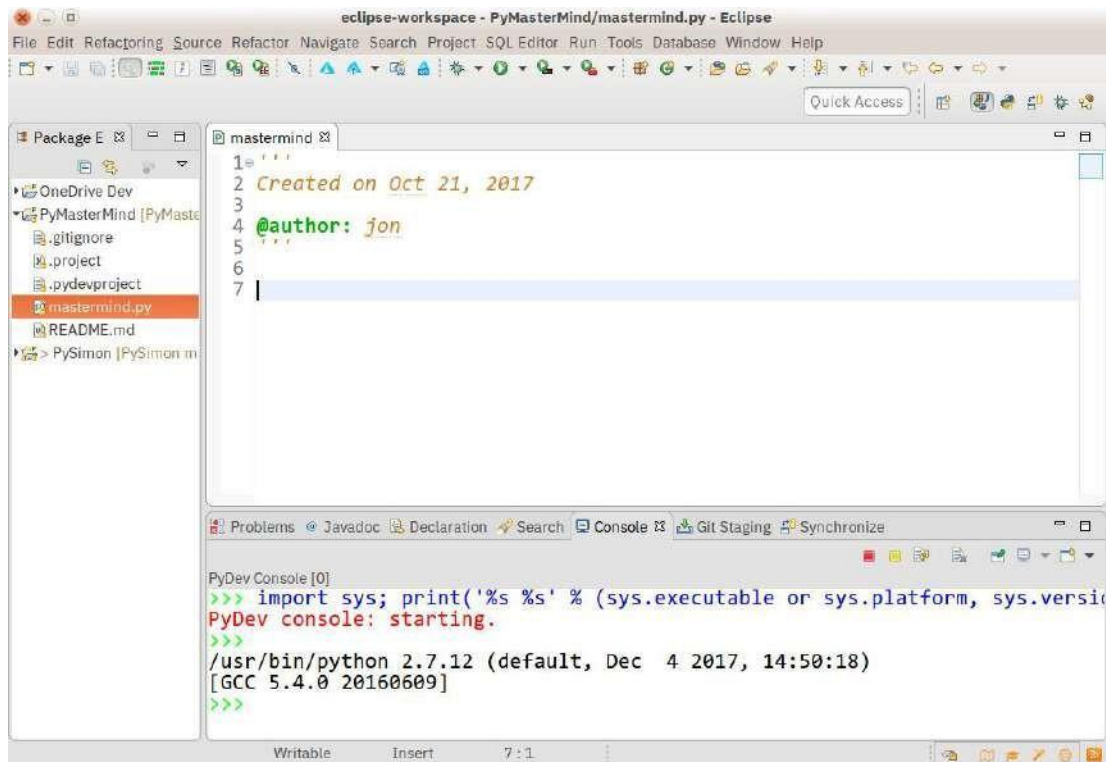 eclipse-workspace - PyMasterMind/mastermind.py - Eclipse
File Edit Refactoring Source Refactor Navigate Search Project SQL Editor Run Tools Database Window Help
Quick Access
Package E
mastermind
OneDrive Dev
PyMasterMind [PyMaste
.gitignore
.project
.pydevproject
mastermind.py
README.md
> PySimon [PySimon m
1 '''
2 Created on Oct 21, 2017
3
4 @author: jon
5 '''
6
7
Problems Javadoc Declaration Search Console Git Staging Synchronize
PyDev Console [0]
>>> import sys; print('%s %s' % (sys.executable or sys.platform, sys.versio
PyDev console: starting.
>>>
/usr/bin/python 2.7.12 (default, Dec  4 2017, 14:50:18)
[GCC 5.4.0 20160609]
>>>
Writable Insert 7:1